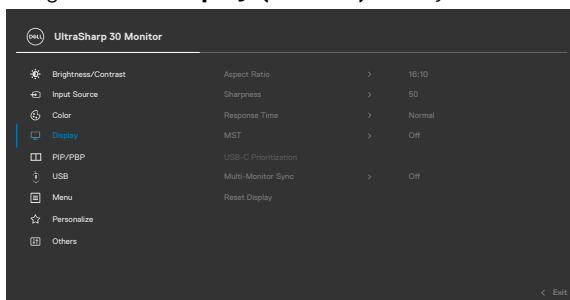 DELL UltraSharp 30 Monitor
Brightness/Contrast Aspect Ratio > 16:10
Input Source Sharpness > 50
Color Response Time > Normal
Display MST > Off
PIP/PBP USB-C Prioritization
USB Multi-Monitor Sync > Off
Menu Reset Display
Personalize
Others
< Exit